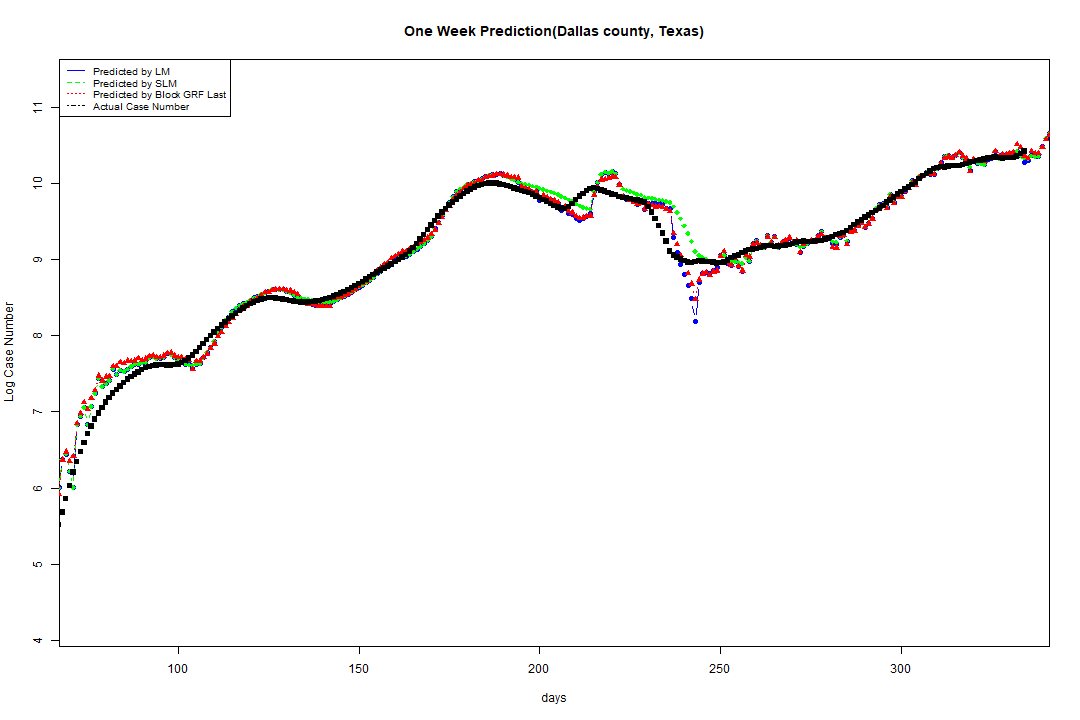 One Week Prediction(Dallas county, Texas)
Predicted by LM
Predicted by SLM
Predicted by Block GRF Last
Actual Case Number
11
10
9
8
7
6
5
4
Log Case Number
100 150 200 250 300
days